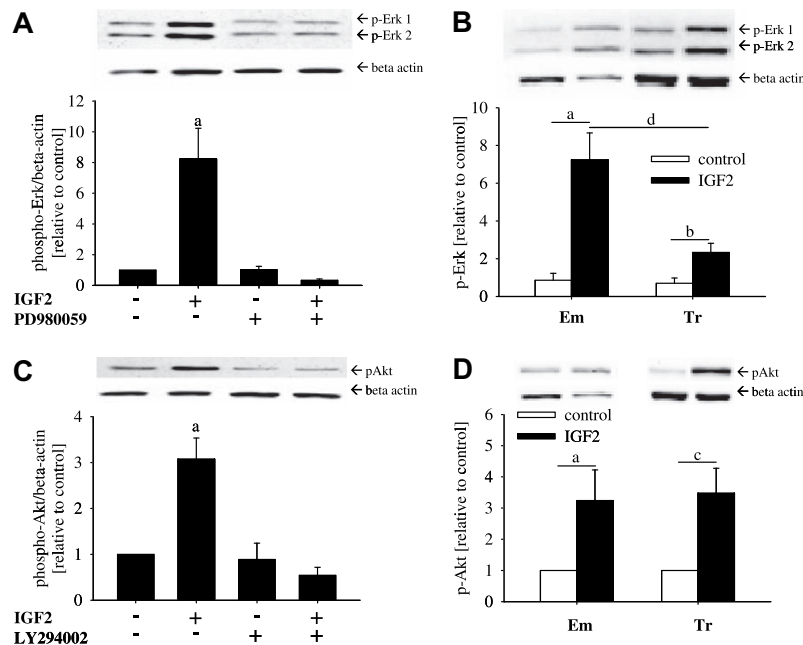 A
p-Erk 1
p-Erk 2
beta actin
phospho-Erk/beta-actin
[relative to control]
12
10
8
6
4
2
0
a
IGF2 - + - +
PD980059 - - + +
B
p-Erk 1
p-Erk 2
beta actin
p-Erk [relative to control]
10
8
6
4
2
0
a
d
b
control
IGF2
Em Tr
C
pAkt
beta actin
phospho-Akt/beta-actin
[relative to control]
4
3
2
1
0
a
IGF2 - + - +
LY294002 - - + +
D
pAkt
beta actin
p-Akt [relative to control]
6
5
4
3
2
1
0
control
IGF2
a
c
Em Tr